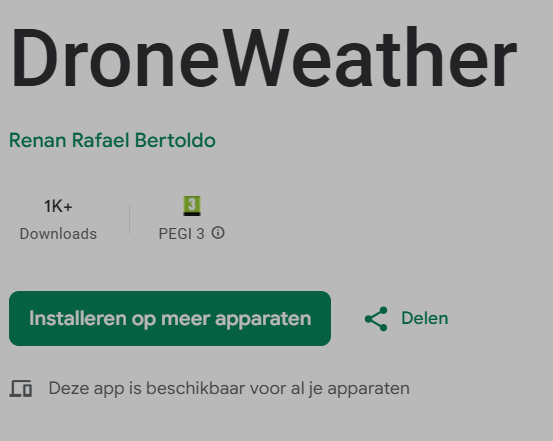 DroneWeather
Renan Rafael Bertoldo
1K+
3
Downloads
PEGI 3
Installeren op meer apparaten
Delen
Deze app is beschikbaar voor al je apparaten